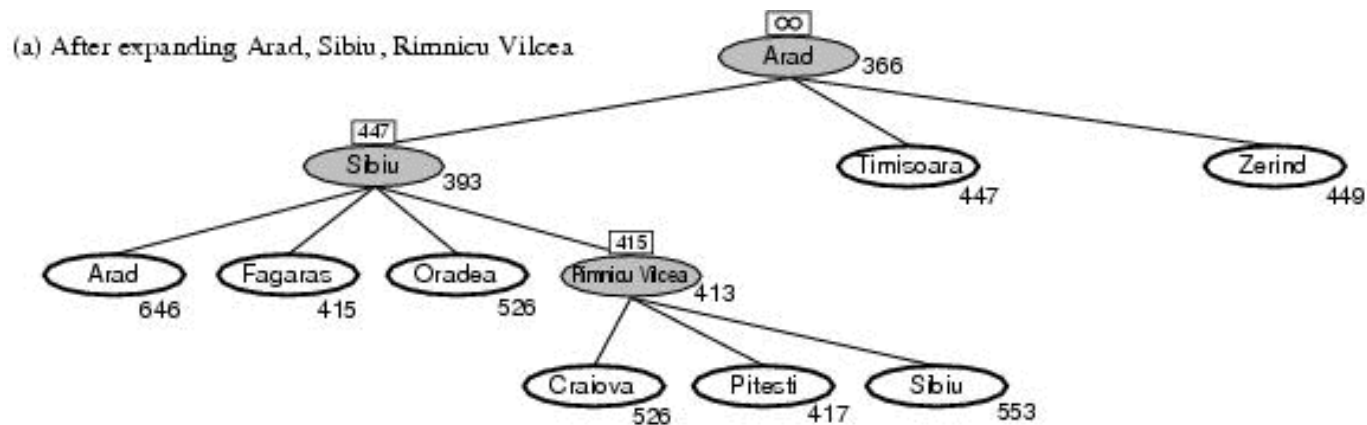 ∞
(a) After expanding Arad, Sibiu, Rimnicu Vilcea
Arad
366
447
Sibiu
393
Timisoara
447
Zerind
449
Arad
646
Fagaras
415
Oradea
526
415
Rimnicu Vilcea
413
Craiova
526
Pitesti
417
Sibiu
553